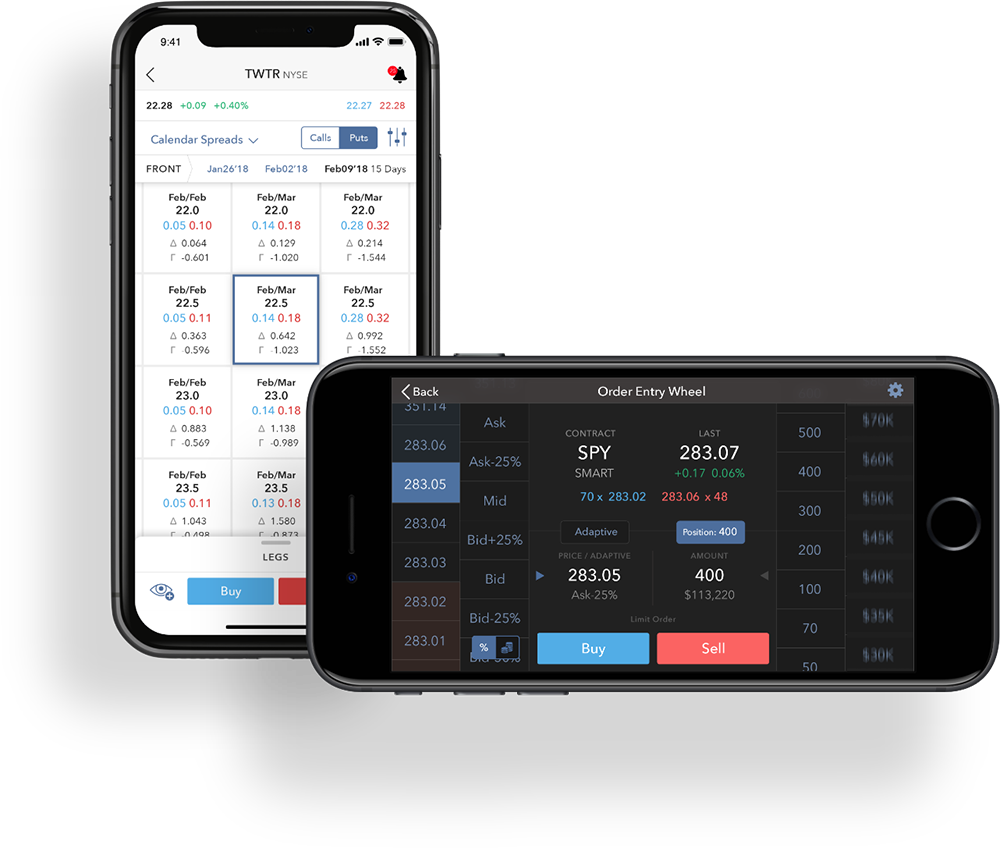 9:41
TWTR NYSE
22.28 +0.09 +0.40% 22.27 22.28
Calendar Spreads Calls Puts
FRONT Jan26'18 Feb02'18 Feb09'18 15 Days
Feb/Feb Feb/Mar Feb/Mar
22.0 22.0 22.0
0.05 0.10 0.14 0.18 0.28 0.32
Δ 0.064 Δ 0.129 Δ 0.214
Γ -0.601 Γ -1.020 Γ -1.544
Feb/Feb Feb/Mar Feb/Mar
22.5 22.5 22.5
0.05 0.11 0.14 0.18 0.28 0.32
Δ 0.363 Δ 0.642 Δ 0.992
Γ -0.596 Γ -1.023 Γ -1.552
Feb/Feb Feb/Mar
23.0 23.0
0.05 0.10 0.14 0.18
Δ 0.883 Δ 1.138
Γ -0.569 Γ -0.989
Feb/Feb Feb/Mar
23.5 23.5
0.05 0.11 0.13 0.18
Δ 1.043 Δ 1.580
Γ -0.498 Γ -0.873
LEGS
Buy
Back Order Entry Wheel
351.14
283.06
283.05
283.04
283.03
283.02
283.01
Ask
Ask-25%
Mid
Bid+25%
Bid
Bid-25%
%
CONTRACT LAST
SPY 283.07
SMART +0.17 0.06%
70 x 283.02 283.06 x 48
Adaptive Position: 400
PRICE / ADAPTIVE AMOUNT
283.05 400
Ask-25% $113,220
Limit Order
Buy Sell
500
400
300
200
100
70
50
$70K
$60K
$50K
$45K
$40K
$35K
$30K